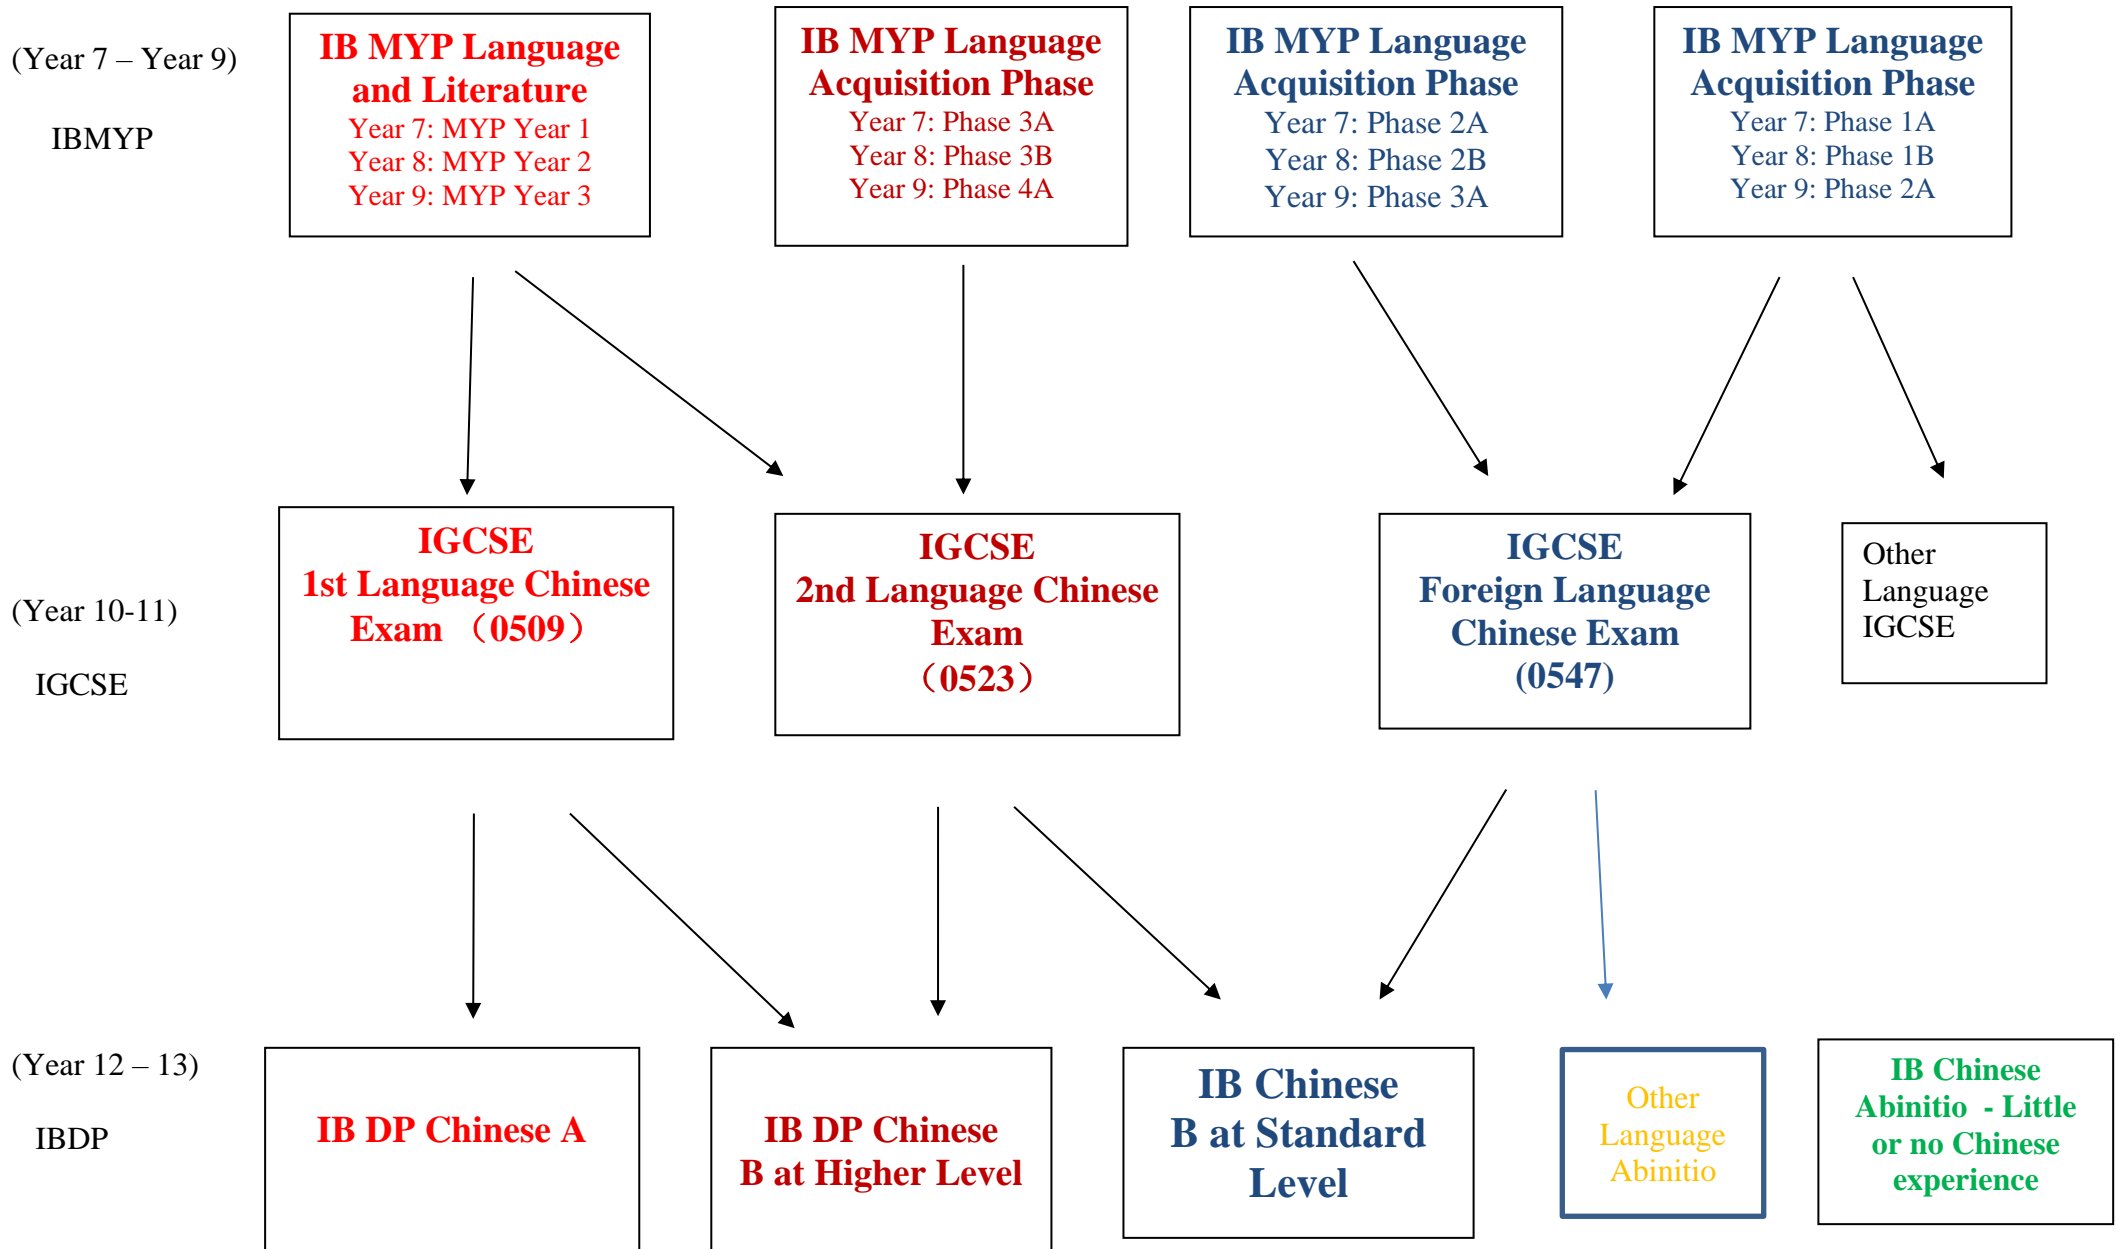 (Year 7 – Year 9)
IBMYP
IB MYP Language
and Literature
Year 7: MYP Year 1
Year 8: MYP Year 2
Year 9: MYP Year 3
IB MYP Language
Acquisition Phase
Year 7: Phase 3A
Year 8: Phase 3B
Year 9: Phase 4A
IB MYP Language
Acquisition Phase
Year 7: Phase 2A
Year 8: Phase 2B
Year 9: Phase 3A
IB MYP Language
Acquisition Phase
Year 7: Phase 1A
Year 8: Phase 1B
Year 9: Phase 2A
(Year 10-11)
IGCSE
IGCSE
1st Language Chinese
Exam （0509）
IGCSE
2nd Language Chinese
Exam
（0523）
IGCSE
Foreign Language
Chinese Exam
(0547)
Other
Language
IGCSE
(Year 12 – 13)
IBDP
IB DP Chinese A
IB DP Chinese
B at Higher Level
IB Chinese
B at Standard
Level
Other
Language
Abinitio
IB Chinese
Abinitio - Little
or no Chinese
experience